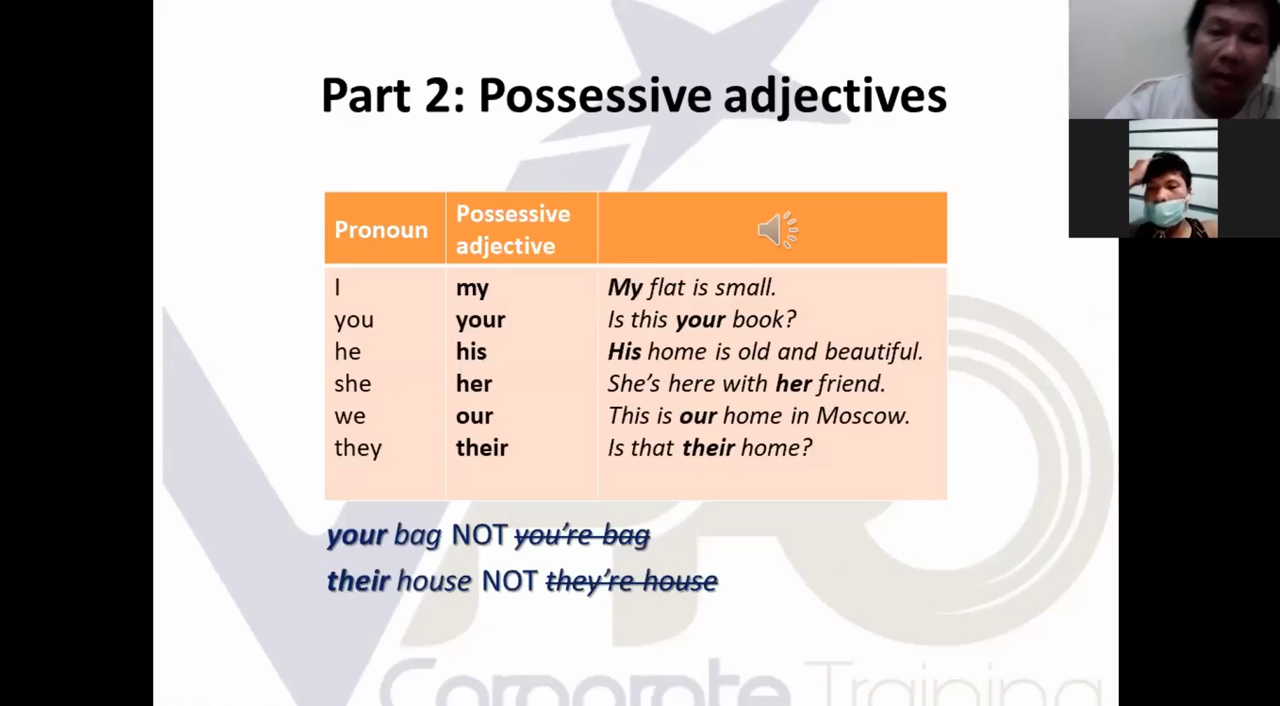 Part 2: Possessive adjectives
Pronoun Possessive adjective
I my My flat is small.
you your Is this your book?
he his His home is old and beautiful.
she her She's here with her friend.
we our This is our home in Moscow.
they their Is that their home?
your bag NOT you're bag
their house NOT they're house
Corporate Training